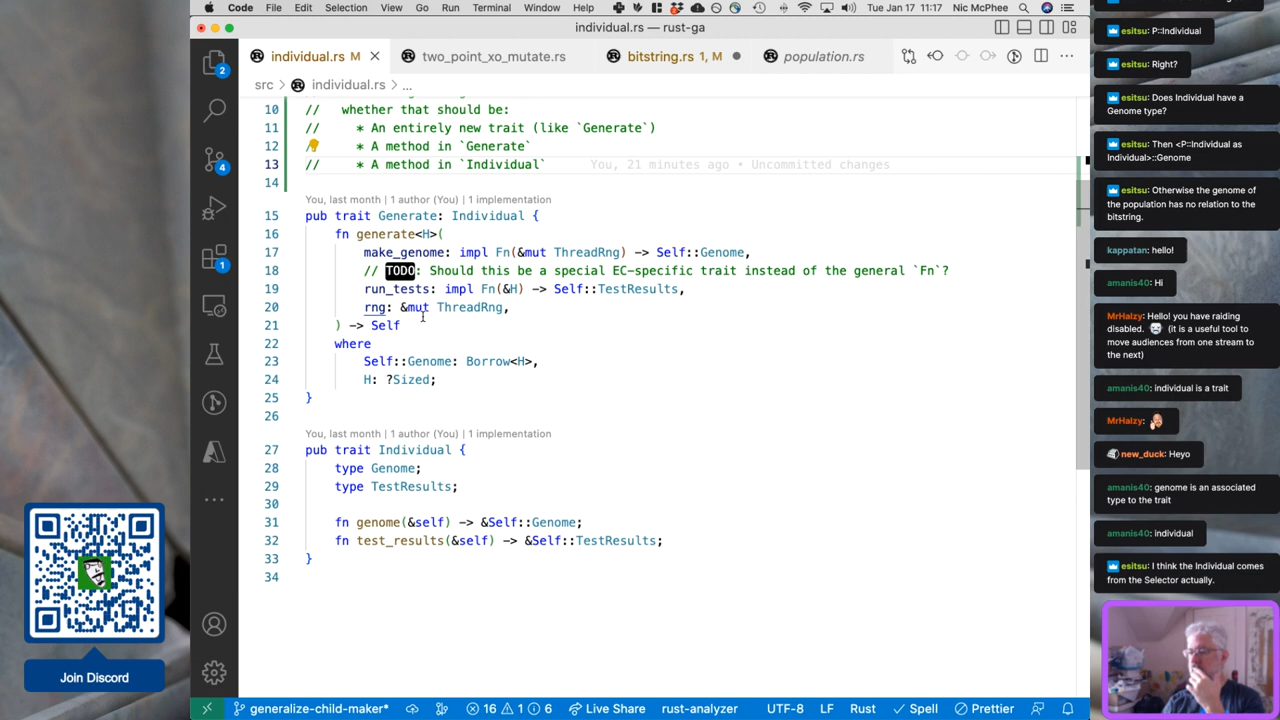 Code File Edit Selection View Go Run Terminal Window Help Tue Jan 17 11:17 Nic McPhee
individual.rs — rust-ga
individual.rs M two_point_xo_mutate.rs bitstring.rs 1, M population.rs
src > individual.rs > ...
10 // whether that should be:
11 // * An entirely new trait (like `Generate`)
12 // * A method in `Generate`
13 // * A method in `Individual` You, 21 minutes ago • Uncommitted changes
14
You, last month | 1 author (You) | 1 implementation
15 pub trait Generate: Individual {
16 fn generate<H>(
17 make_genome: impl Fn(&mut ThreadRng) -> Self::Genome,
18 // TODO: Should this be a special EC-specific trait instead of the general `Fn`?
19 run_tests: impl Fn(&H) -> Self::TestResults,
20 rng: &mut ThreadRng,
21 ) -> Self
22 where
23 Self::Genome: Borrow<H>,
24 H: ?Sized;
25 }
26
You, last month | 1 author (You) | 1 implementation
27 pub trait Individual {
28 type Genome;
29 type TestResults;
30
31 fn genome(&self) -> &Self::Genome;
32 fn test_results(&self) -> &Self::TestResults;
33 }
34
2
4
1
generalize-child-maker* 16 1 6 Live Share rust-analyzer UTF-8 LF Rust Spell Prettier
Join Discord
esitsu: P::Individual
esitsu: Right?
esitsu: Does Individual have a
Genome type?
esitsu: Then <P::Individual as
Individual>::Genome
esitsu: Otherwise the genome of
the population has no relation to the
bitstring.
kappatan: hello!
amanis40: Hi
MrHalzy: Hello! you have raiding
disabled. (it is a useful tool to
move audiences from one stream to
the next)
amanis40: individual is a trait
MrHalzy:
new_duck: Heyo
amanis40: genome is an associated
type to the trait
amanis40: individual
esitsu: I think the Individual comes
from the Selector actually.